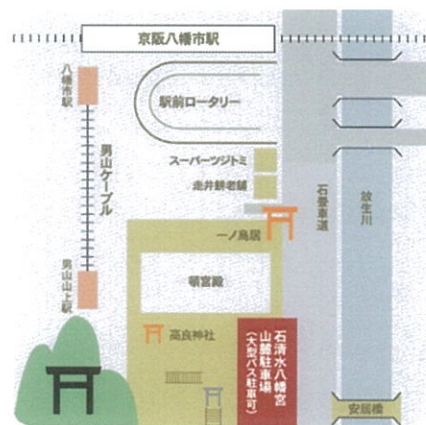 京阪八幡市駅
八幡市駅
駅前ロータリー
男山ケーブル
スーパーツジトミ
走井餅老舗
石畳車道
放生川
一ノ鳥居
頓宮殿
男山山上駅
高良神社
石清水八幡宮
山麓駐車場
(大型バス駐車可)
安居橋